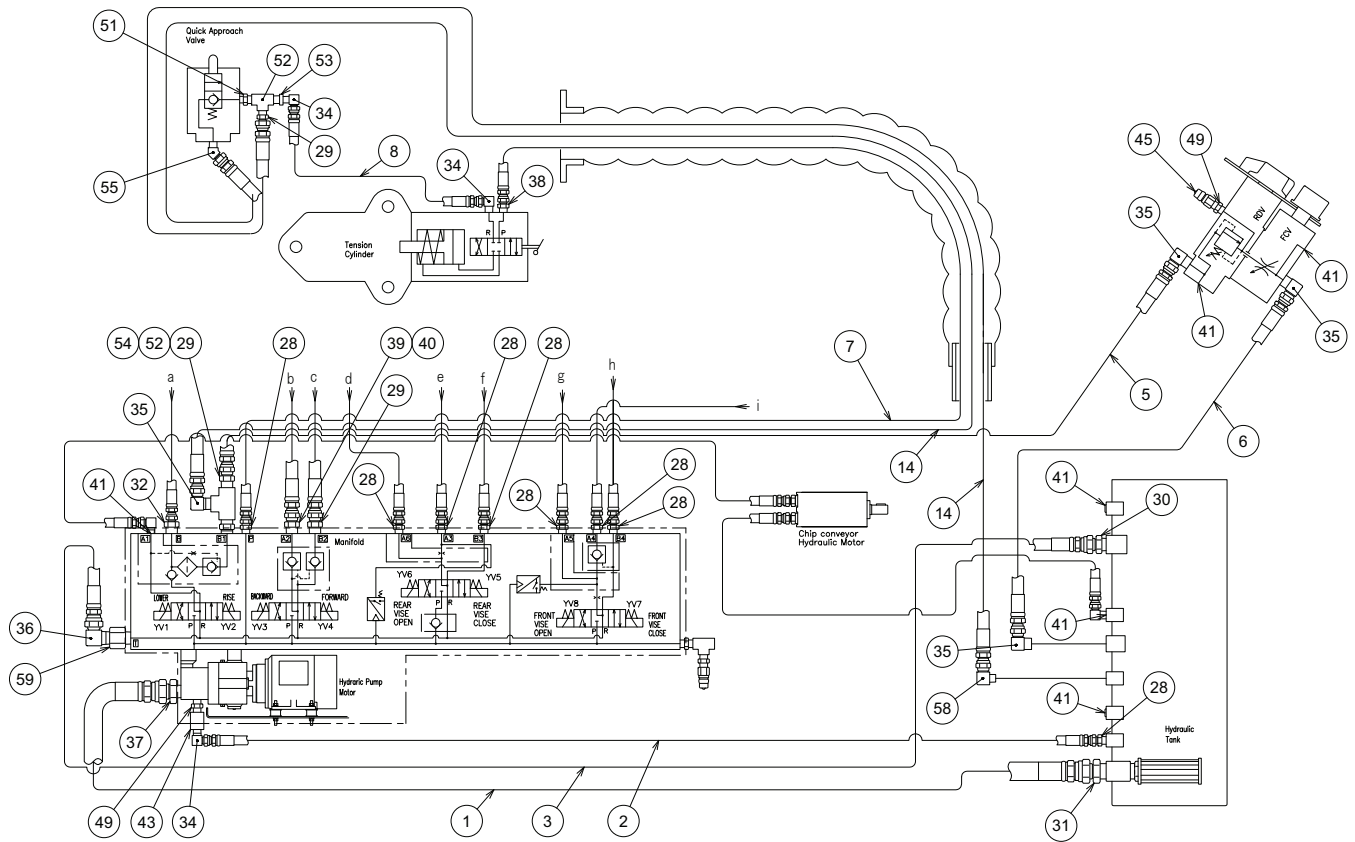 51
Quick Approach
Valve
52
53
34
29
55
8
34
38
R P
Tension
Cylinder
45
49
RDV
FCV
35
41
41
35
54 52 29
28
39 40
28
28
29
a
b
c
d
e
f
g
h
i
35
41
32
28
28
28
28
7
14
14
5
6
A1
B1
P
A2
B2
Manifold
A6
A3
B3
A5
A4
B4
Chip conveyor
Hydraulic Motor
41
30
41
LOWER
RISE
BACKWARD
FORWARD
YV1
P R
YV2
YV3
P R
YV4
YV6
YV5
REAR
VISE
OPEN
P R
REAR
VISE
CLOSE
YV8
YV7
FRONT
VISE
OPEN
P R
FRONT
VISE
CLOSE
T
36
59
35
58
41
28
Hydraulic
Tank
Hydraric Pump
Motor
37
49
43
34
1
3
2
31